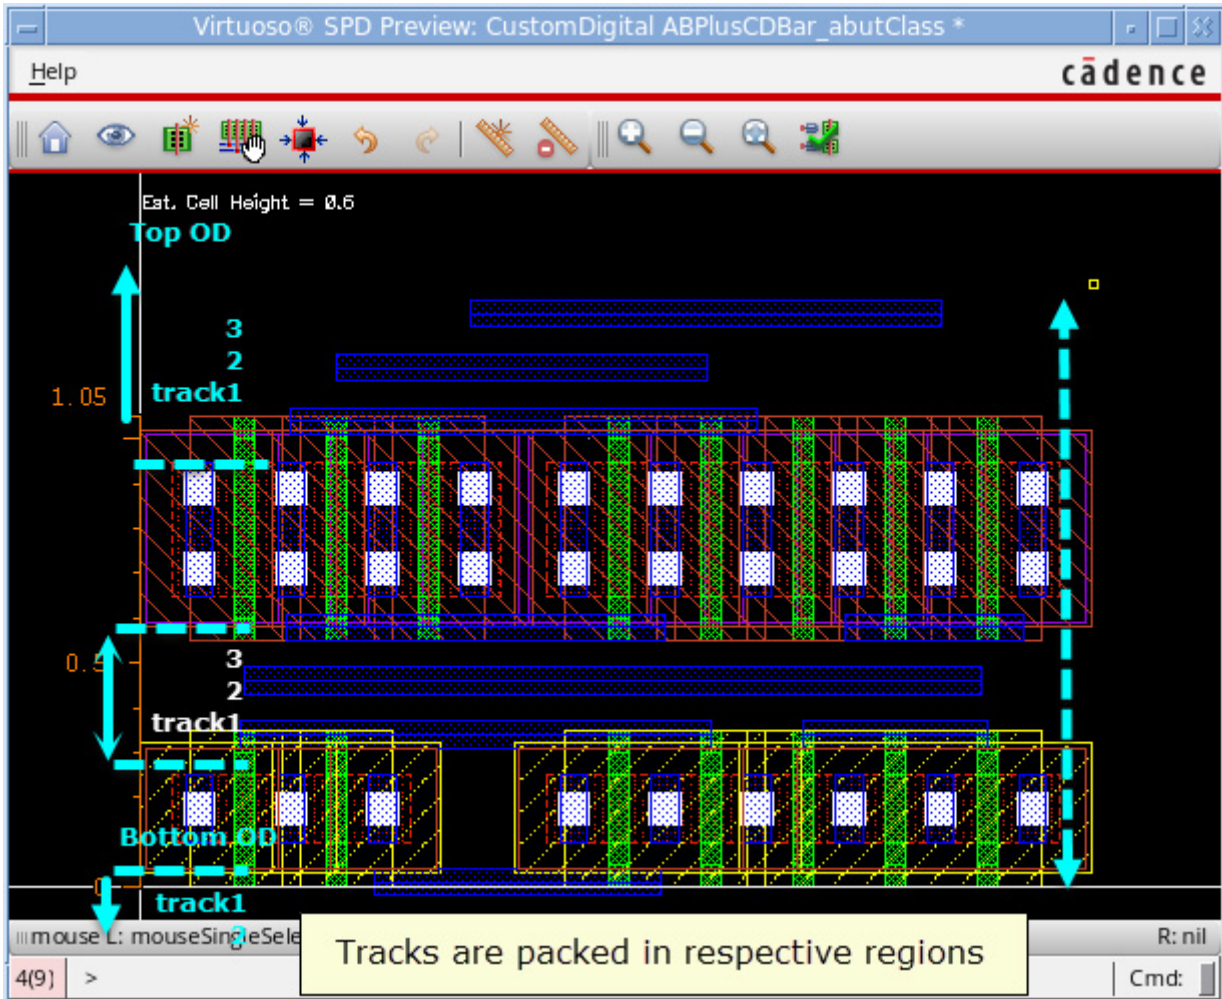 Virtuoso® SPD Preview: CustomDigital ABPlusCDBar_abutClass *
Help
cādence
Est. Cell Height = 0.6
Top OD
3
2
track1
1.05
3
0.5
2
track1
Bottom OD
0
track1
2
mouse L: mouseSingleSele
R: nil
Tracks are packed in respective regions
4(9)
>
Cmd: